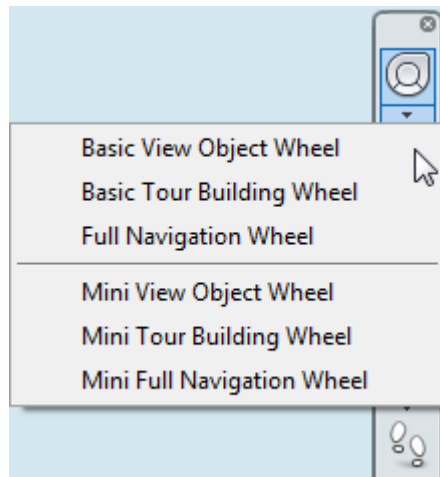 Basic View Object Wheel
Basic Tour Building Wheel
Full Navigation Wheel
Mini View Object Wheel
Mini Tour Building Wheel
Mini Full Navigation Wheel